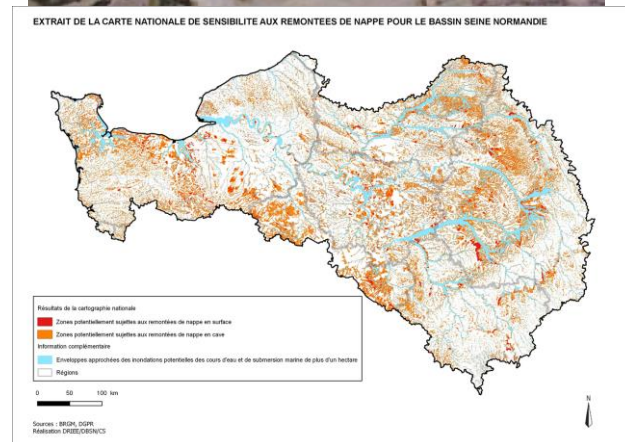 EXTRAIT DE LA CARTE NATIONALE DE SENSIBILITE AUX REMONTEES DE NAPPE POUR LE BASSIN SEINE NORMANDIE
Résultats de la cartographie nationale
Zones potentiellement sujettes aux remontées de nappe en surface
Zones potentiellement sujettes aux remontées de nappe en cave
Information complémentaire
Enveloppes approchées des inondations potentielles des cours d'eau et de submersion marine de plus d'un hectare
Régions
0 50 100 km
N
Sources : BRGM, DGPR
Réalisation DRIEE/DBSN/CS